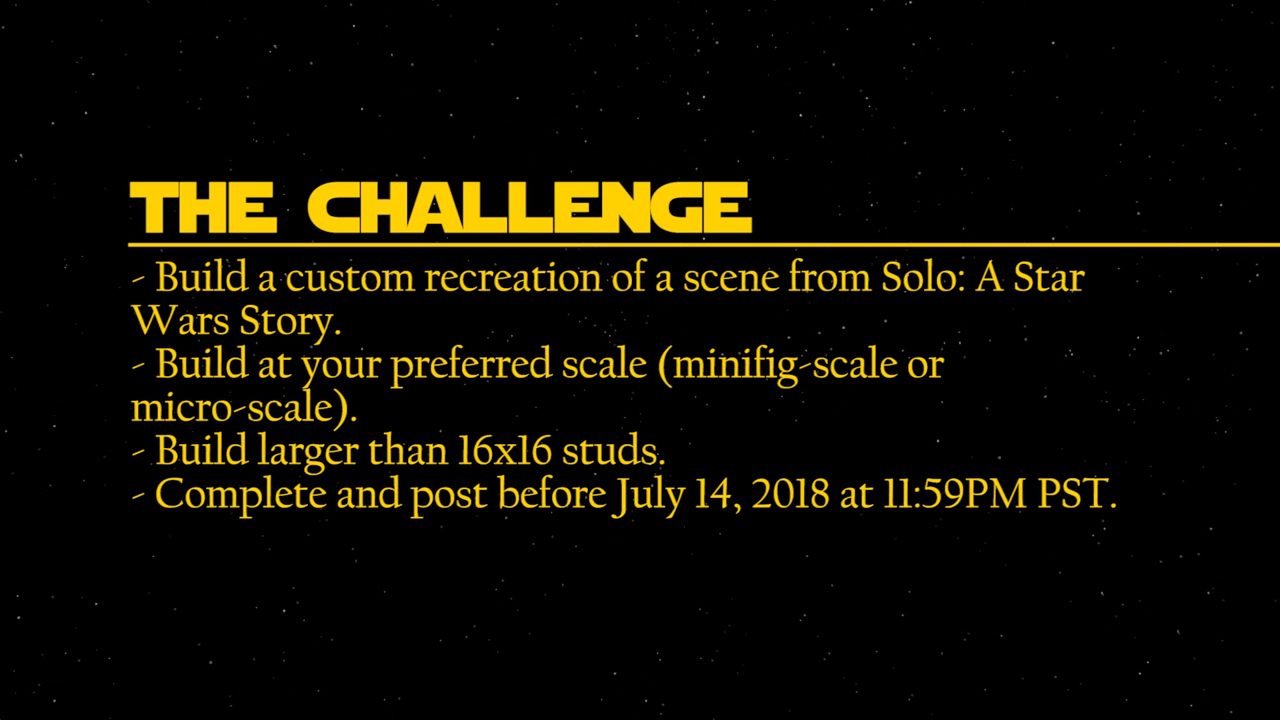 THE CHALLENGE
- Build a custom recreation of a scene from Solo: A Star
Wars Story.
- Build at your preferred scale (minifig-scale or
micro-scale).
- Build larger than 16x16 studs.
- Complete and post before July 14, 2018 at 11:59PM PST.